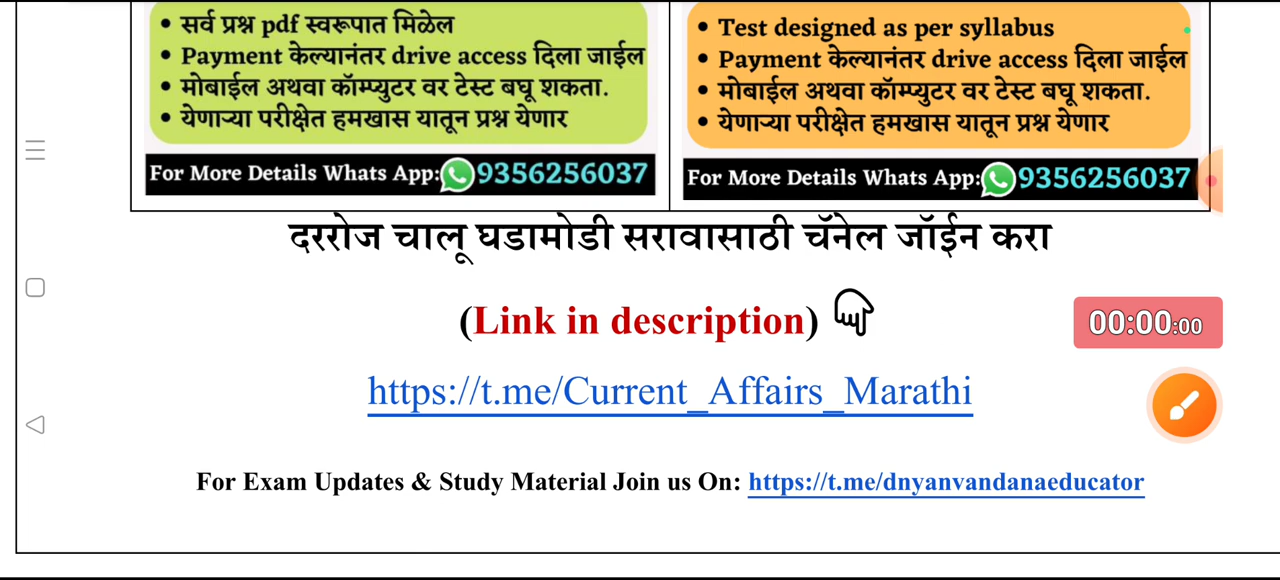 • सर्व प्रश्न pdf स्वरूपात मिळेल
• Payment केल्यानंतर drive access दिला जाईल
• मोबाईल अथवा कॉम्प्युटर वर टेस्ट बघू शकता.
• येणाऱ्या परीक्षेत हमखास यातून प्रश्न येणार
For More Details Whats App: 9356256037
• Test designed as per syllabus
• Payment केल्यानंतर drive access दिला जाईल
• मोबाईल अथवा कॉम्प्युटर वर टेस्ट बघू शकता.
• येणाऱ्या परीक्षेत हमखास यातून प्रश्न येणार
For More Details Whats App: 9356256037
दररोज चालू घडामोडी सरावासाठी चॅनेल जॉईन करा
(Link in description)
00:00:00
https://t.me/Current_Affairs_Marathi
For Exam Updates & Study Material Join us On: https://t.me/dnyanvandanaeducator